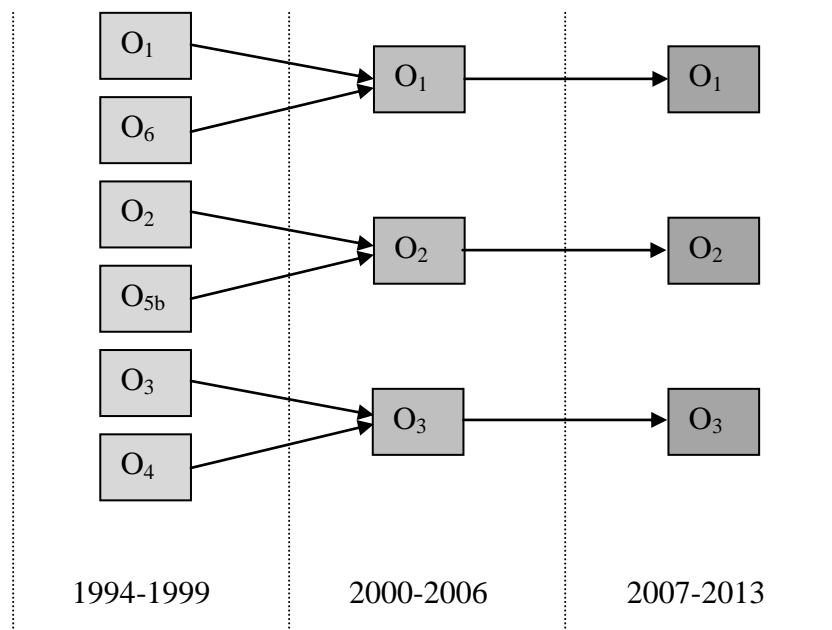 O₁
O₆
O₂
O₅b
O₃
O₄
O₁
O₂
O₃
O₁
O₂
O₃
1994-1999
2000-2006
2007-2013